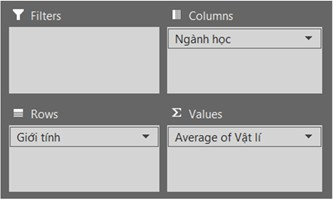 Filters
Columns
Ngành học
Rows
Σ Values
Giới tính
Average of Vật lí